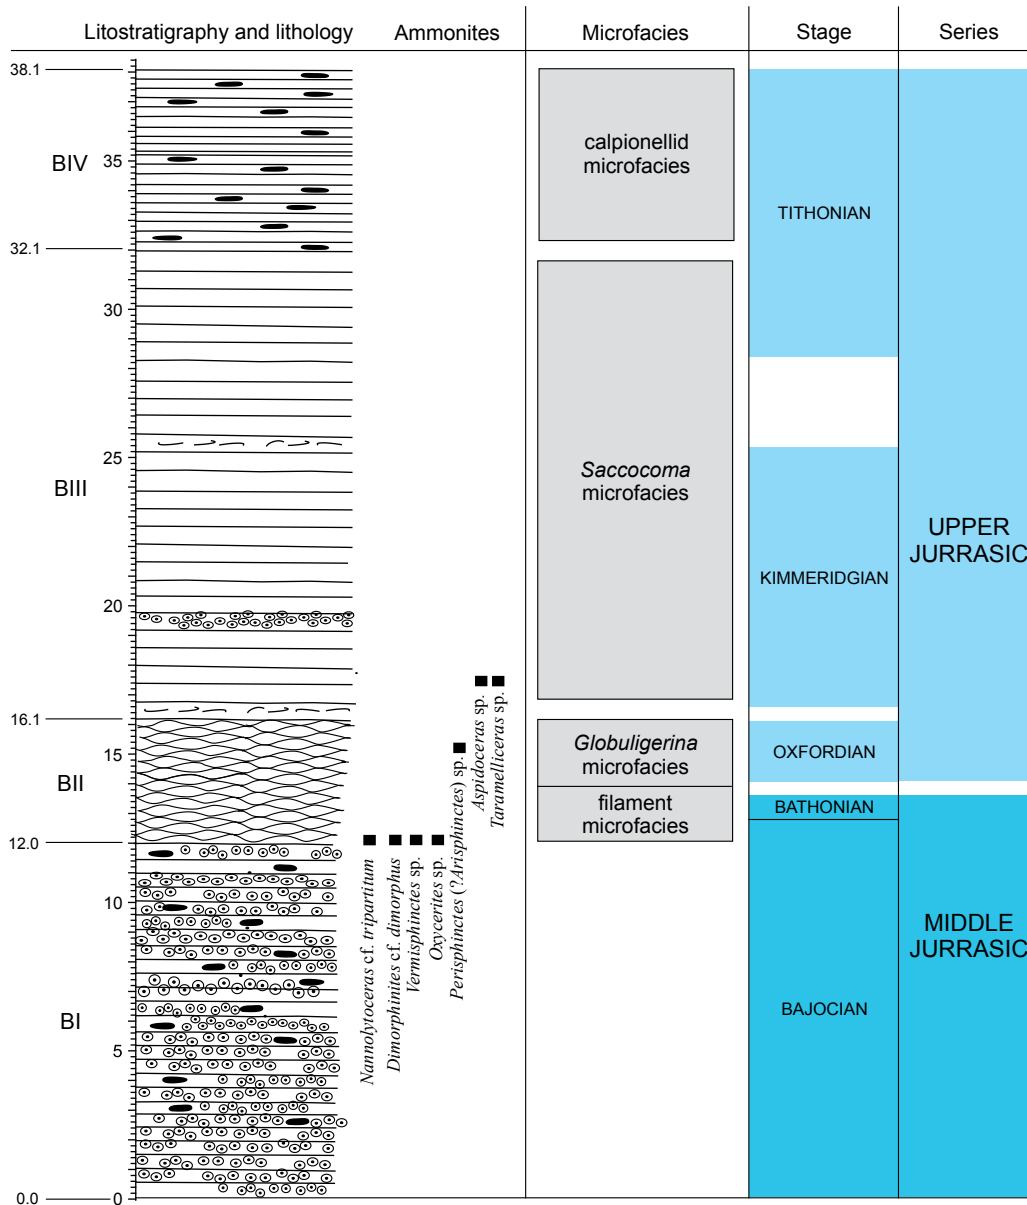 Litostratigraphy and lithology
Ammonites
Microfacies
Stage
Series
38.1
BIV
35
32.1
30
25
BIII
20
16.1
15
BII
12.0
10
BI
5
0.0
0
Nannolytoceras cf. tripartitum
Dimorphinites cf. dimorphus
Vermisphinctes sp.
Oxycerites sp.
Perisphinctes (?Arisphinctes) sp.
Aspidoceras sp.
Taramelliceras sp.
calpionellid
microfacies
Saccocoma
microfacies
Globuligerina
microfacies
filament
microfacies
TITHONIAN
KIMMERIDGIAN
OXFORDIAN
BATHONIAN
BAJOCIAN
UPPER
JURRASIC
MIDDLE
JURRASIC